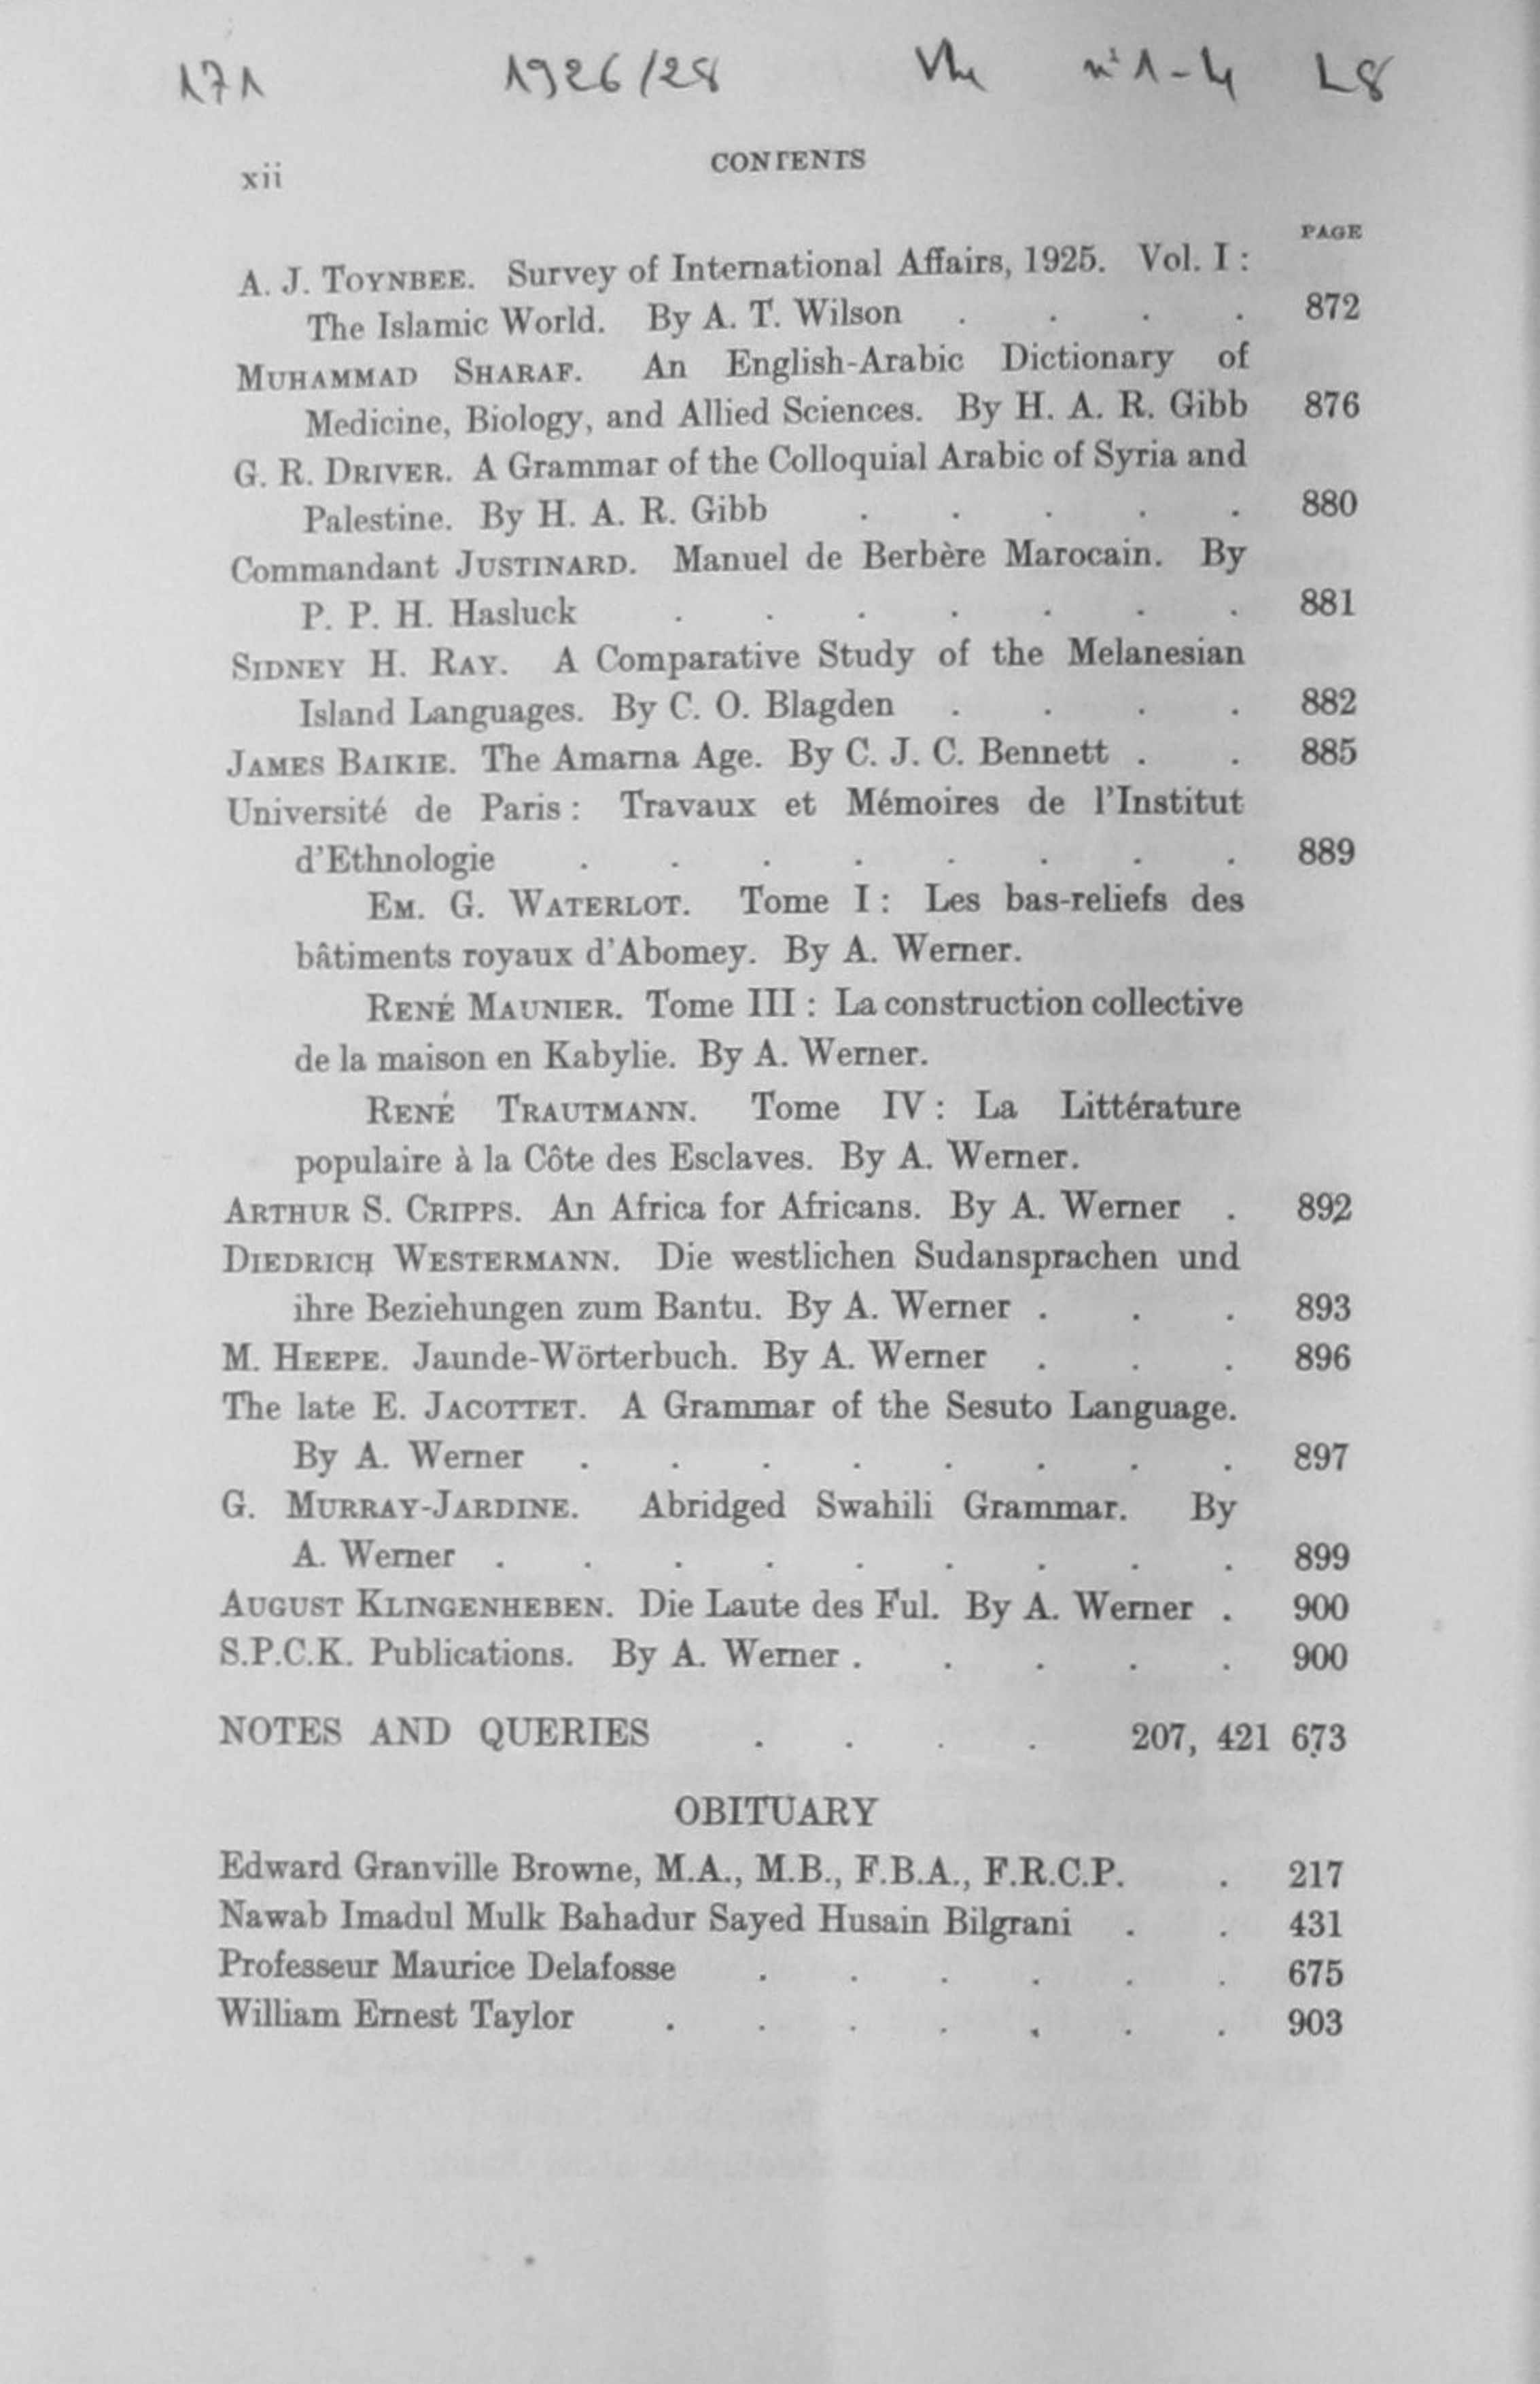 171 1926/28 n° 1-4 L8
xii CONTENTS
PAGE
A. J. TOYNBEE. Survey of International Affairs, 1925. Vol. I :
The Islamic World. By A. T. Wilson . . . . 872
MUHAMMAD SHARAF. An English-Arabic Dictionary of
Medicine, Biology, and Allied Sciences. By H. A. R. Gibb 876
G. R. DRIVER. A Grammar of the Colloquial Arabic of Syria and
Palestine. By H. A. R. Gibb . . . . . 880
Commandant JUSTINARD. Manuel de Berbère Marocain. By
P. P. H. Hasluck . . . . . . . 881
SIDNEY H. RAY. A Comparative Study of the Melanesian
Island Languages. By C. O. Blagden . . . . 882
JAMES BAIKIE. The Amarna Age. By C. J. C. Bennett . . 885
Université de Paris : Travaux et Mémoires de l'Institut
d'Ethnologie . . . . . . . . 889
EM. G. WATERLOT. Tome I : Les bas-reliefs des
bâtiments royaux d'Abomey. By A. Werner.
RENÉ MAUNIER. Tome III : La construction collective
de la maison en Kabylie. By A. Werner.
RENÉ TRAUTMANN. Tome IV : La Littérature
populaire à la Côte des Esclaves. By A. Werner.
ARTHUR S. CRIPPS. An Africa for Africans. By A. Werner . 892
DIEDRICH WESTERMANN. Die westlichen Sudansprachen und
ihre Beziehungen zum Bantu. By A. Werner . . . 893
M. HEEPE. Jaunde-Wörterbuch. By A. Werner . . . 896
The late E. JACOTTET. A Grammar of the Sesuto Language.
By A. Werner . . . . . . . . 897
G. MURRAY-JARDINE. Abridged Swahili Grammar. By
A. Werner . . . . . . . . . 899
AUGUST KLINGENHEBEN. Die Laute des Ful. By A. Werner . 900
S.P.C.K. Publications. By A. Werner . . . . . 900
NOTES AND QUERIES . . . . 207, 421 673
OBITUARY
Edward Granville Browne, M.A., M.B., F.B.A., F.R.C.P. . 217
Nawab Imadul Mulk Bahadur Sayed Husain Bilgrani . . 431
Professeur Maurice Delafosse . . . . . . 675
William Ernest Taylor . . . . . . . 903